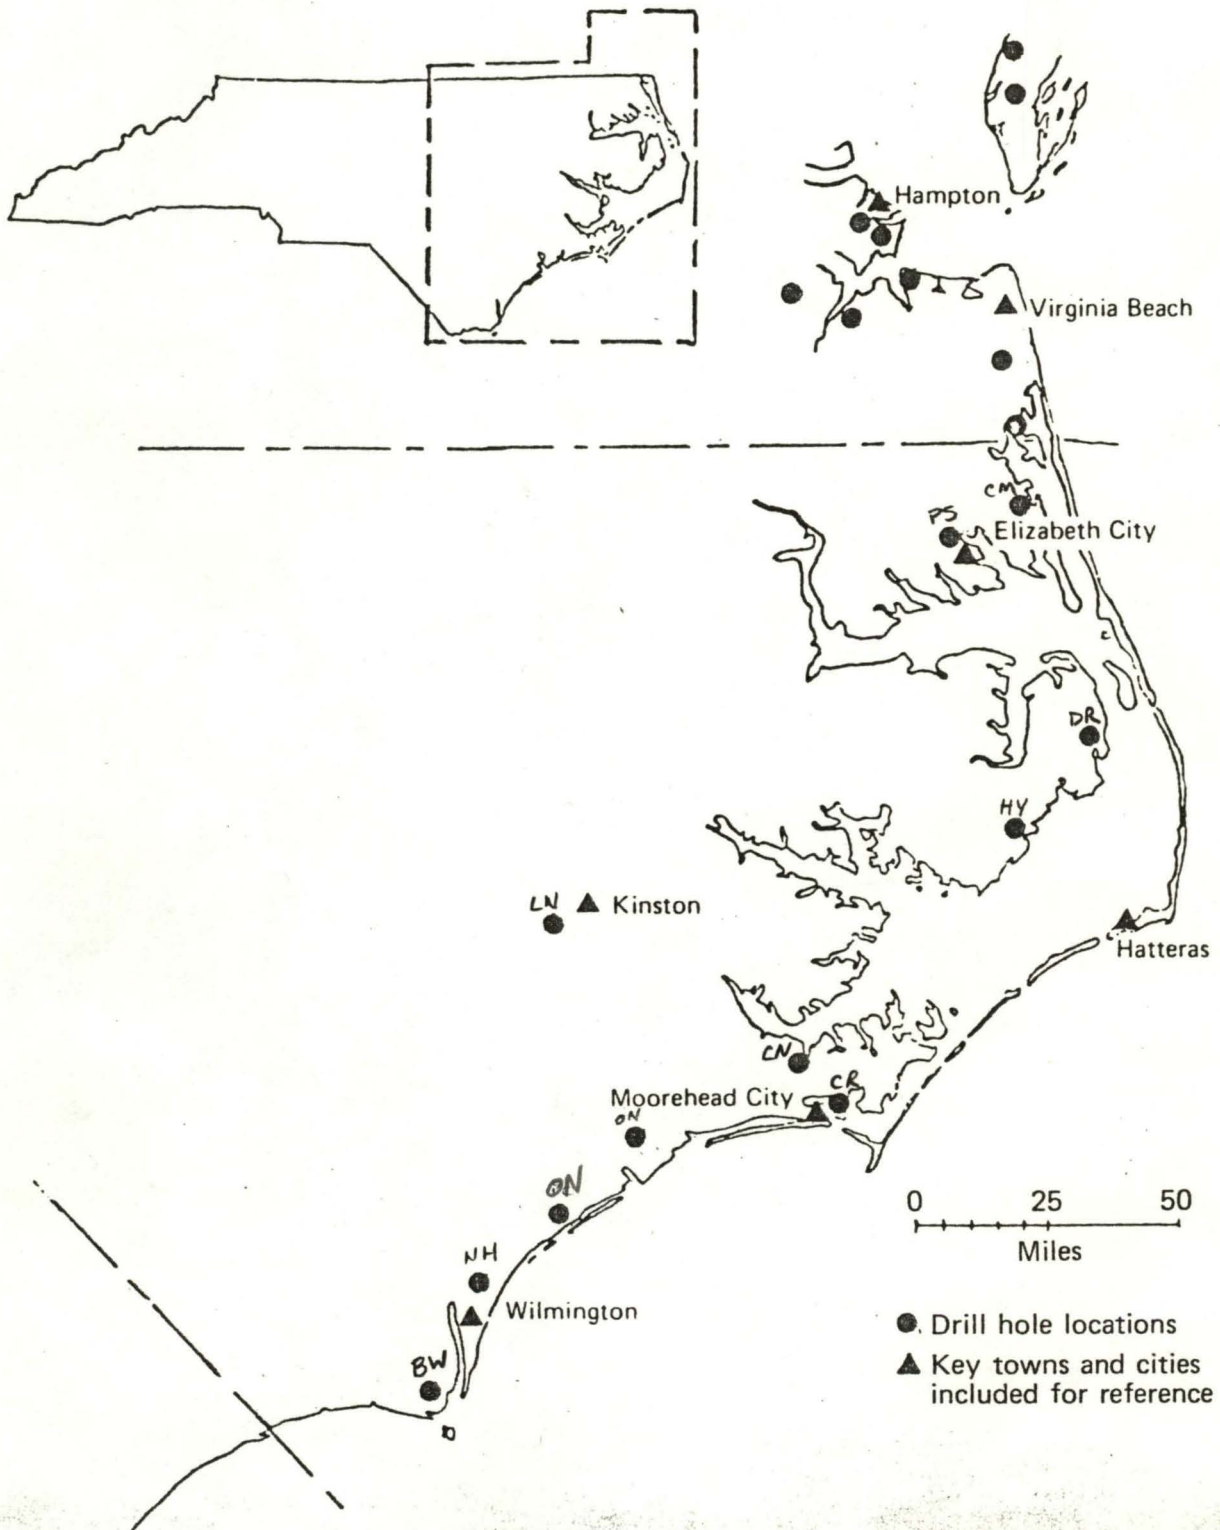 Hampton
Virginia Beach
CM
PS
Elizabeth City
DR
HY
LN
Kinston
Hatteras
CN
CR
Moorehead City
ON
ON
NH
Wilmington
BW
0 25 50
Miles
Drill hole locations
Key towns and cities
included for reference